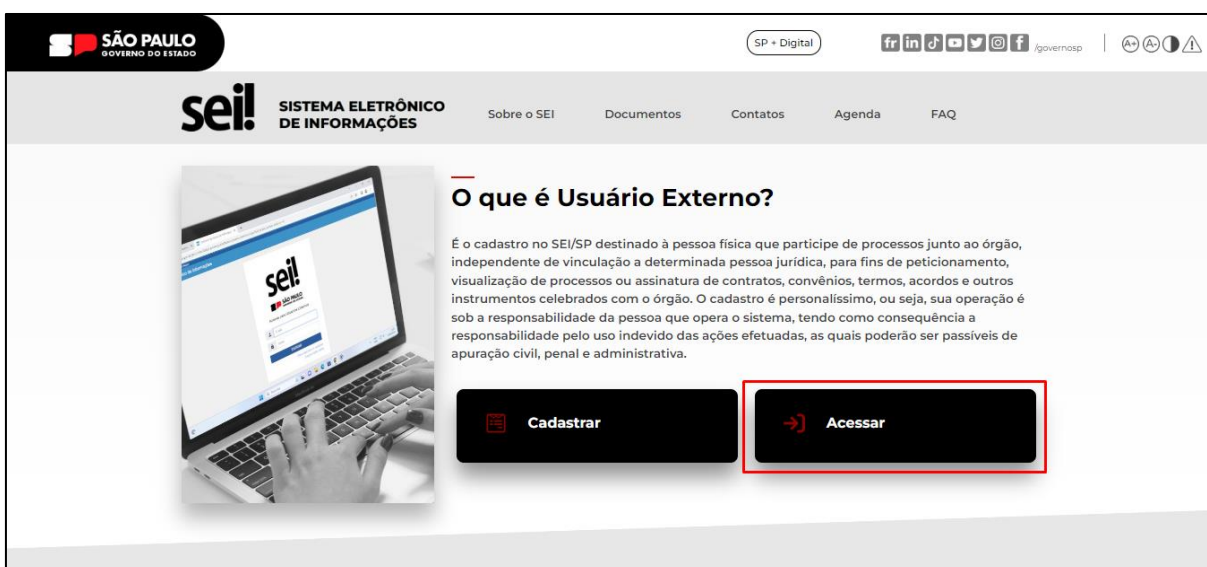 SÃO PAULO
GOVERNO DO ESTADO
SP + Digital
/governosp
A+ A-
sei!
SISTEMA ELETRÔNICO
DE INFORMAÇÕES
Sobre o SEI Documentos Contatos Agenda FAQ
O que é Usuário Externo?
É o cadastro no SEI/SP destinado à pessoa física que participe de processos junto ao órgão,
independente de vinculação a determinada pessoa jurídica, para fins de peticionamento,
visualização de processos ou assinatura de contratos, convênios, termos, acordos e outros
instrumentos celebrados com o órgão. O cadastro é personalíssimo, ou seja, sua operação é
sob a responsabilidade da pessoa que opera o sistema, tendo como consequência a
responsabilidade pelo uso indevido das ações efetuadas, as quais poderão ser passíveis de
apuração civil, penal e administrativa.
sei!
SÃO PAULO
Cadastrar
Acessar